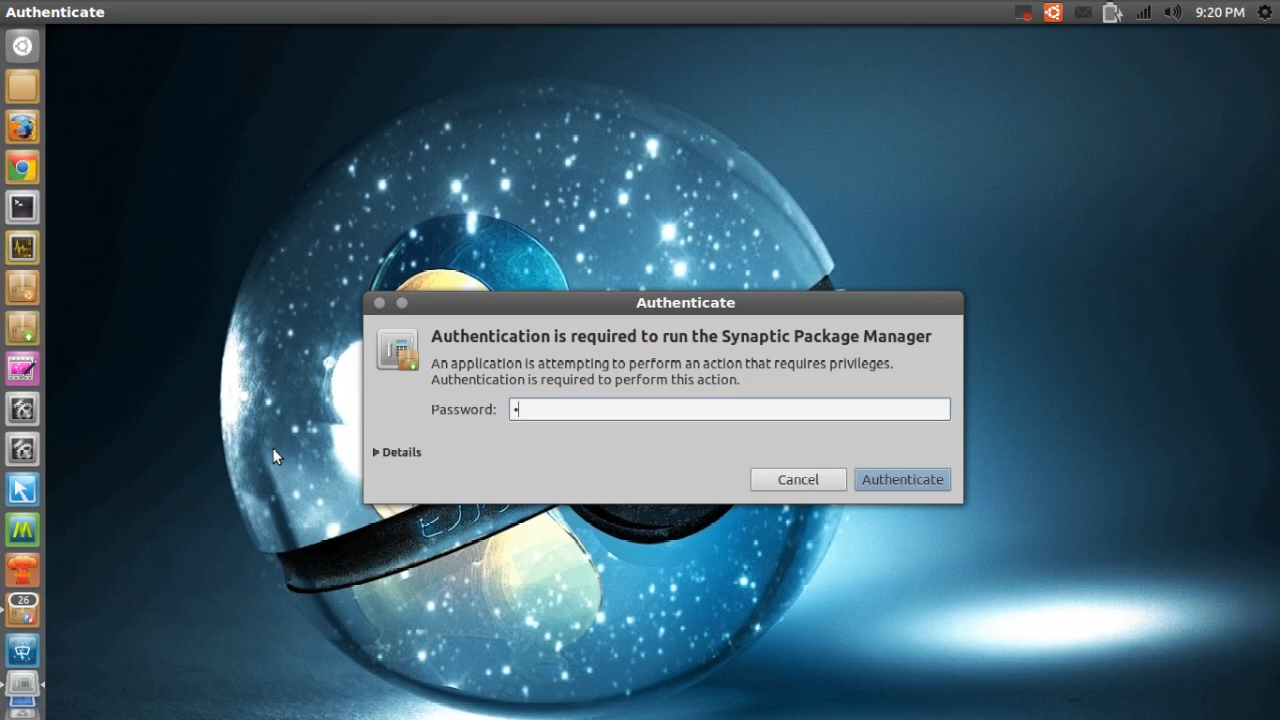 Authenticate
9:20 PM
Authenticate
Authentication is required to run the Synaptic Package Manager
An application is attempting to perform an action that requires privileges.
Authentication is required to perform this action.
Password: •
Details
Cancel
Authenticate
26